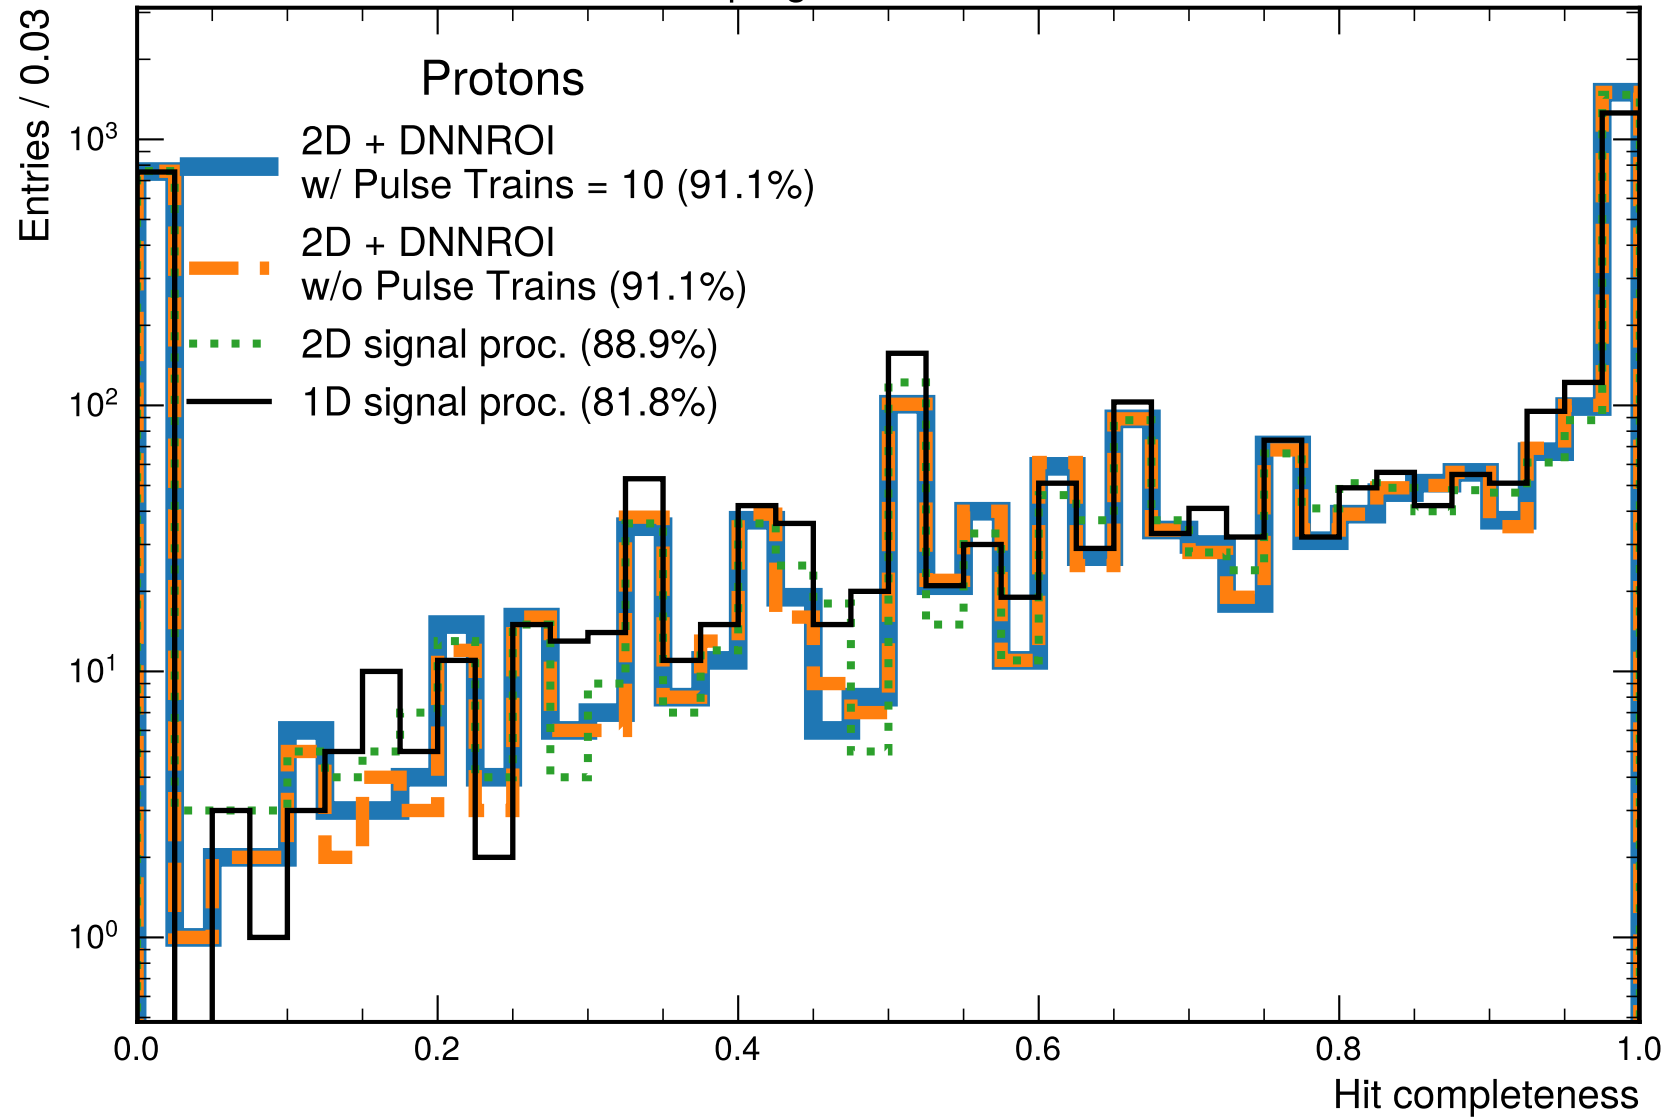 Entries / 0.03
Protons
2D + DNNROI
w/ Pulse Trains = 10 (91.1%)
2D + DNNROI
w/o Pulse Trains (91.1%)
2D signal proc. (88.9%)
1D signal proc. (81.8%)
10³
10²
10¹
10⁰
0.0 0.2 0.4 0.6 0.8 1.0
Hit completeness